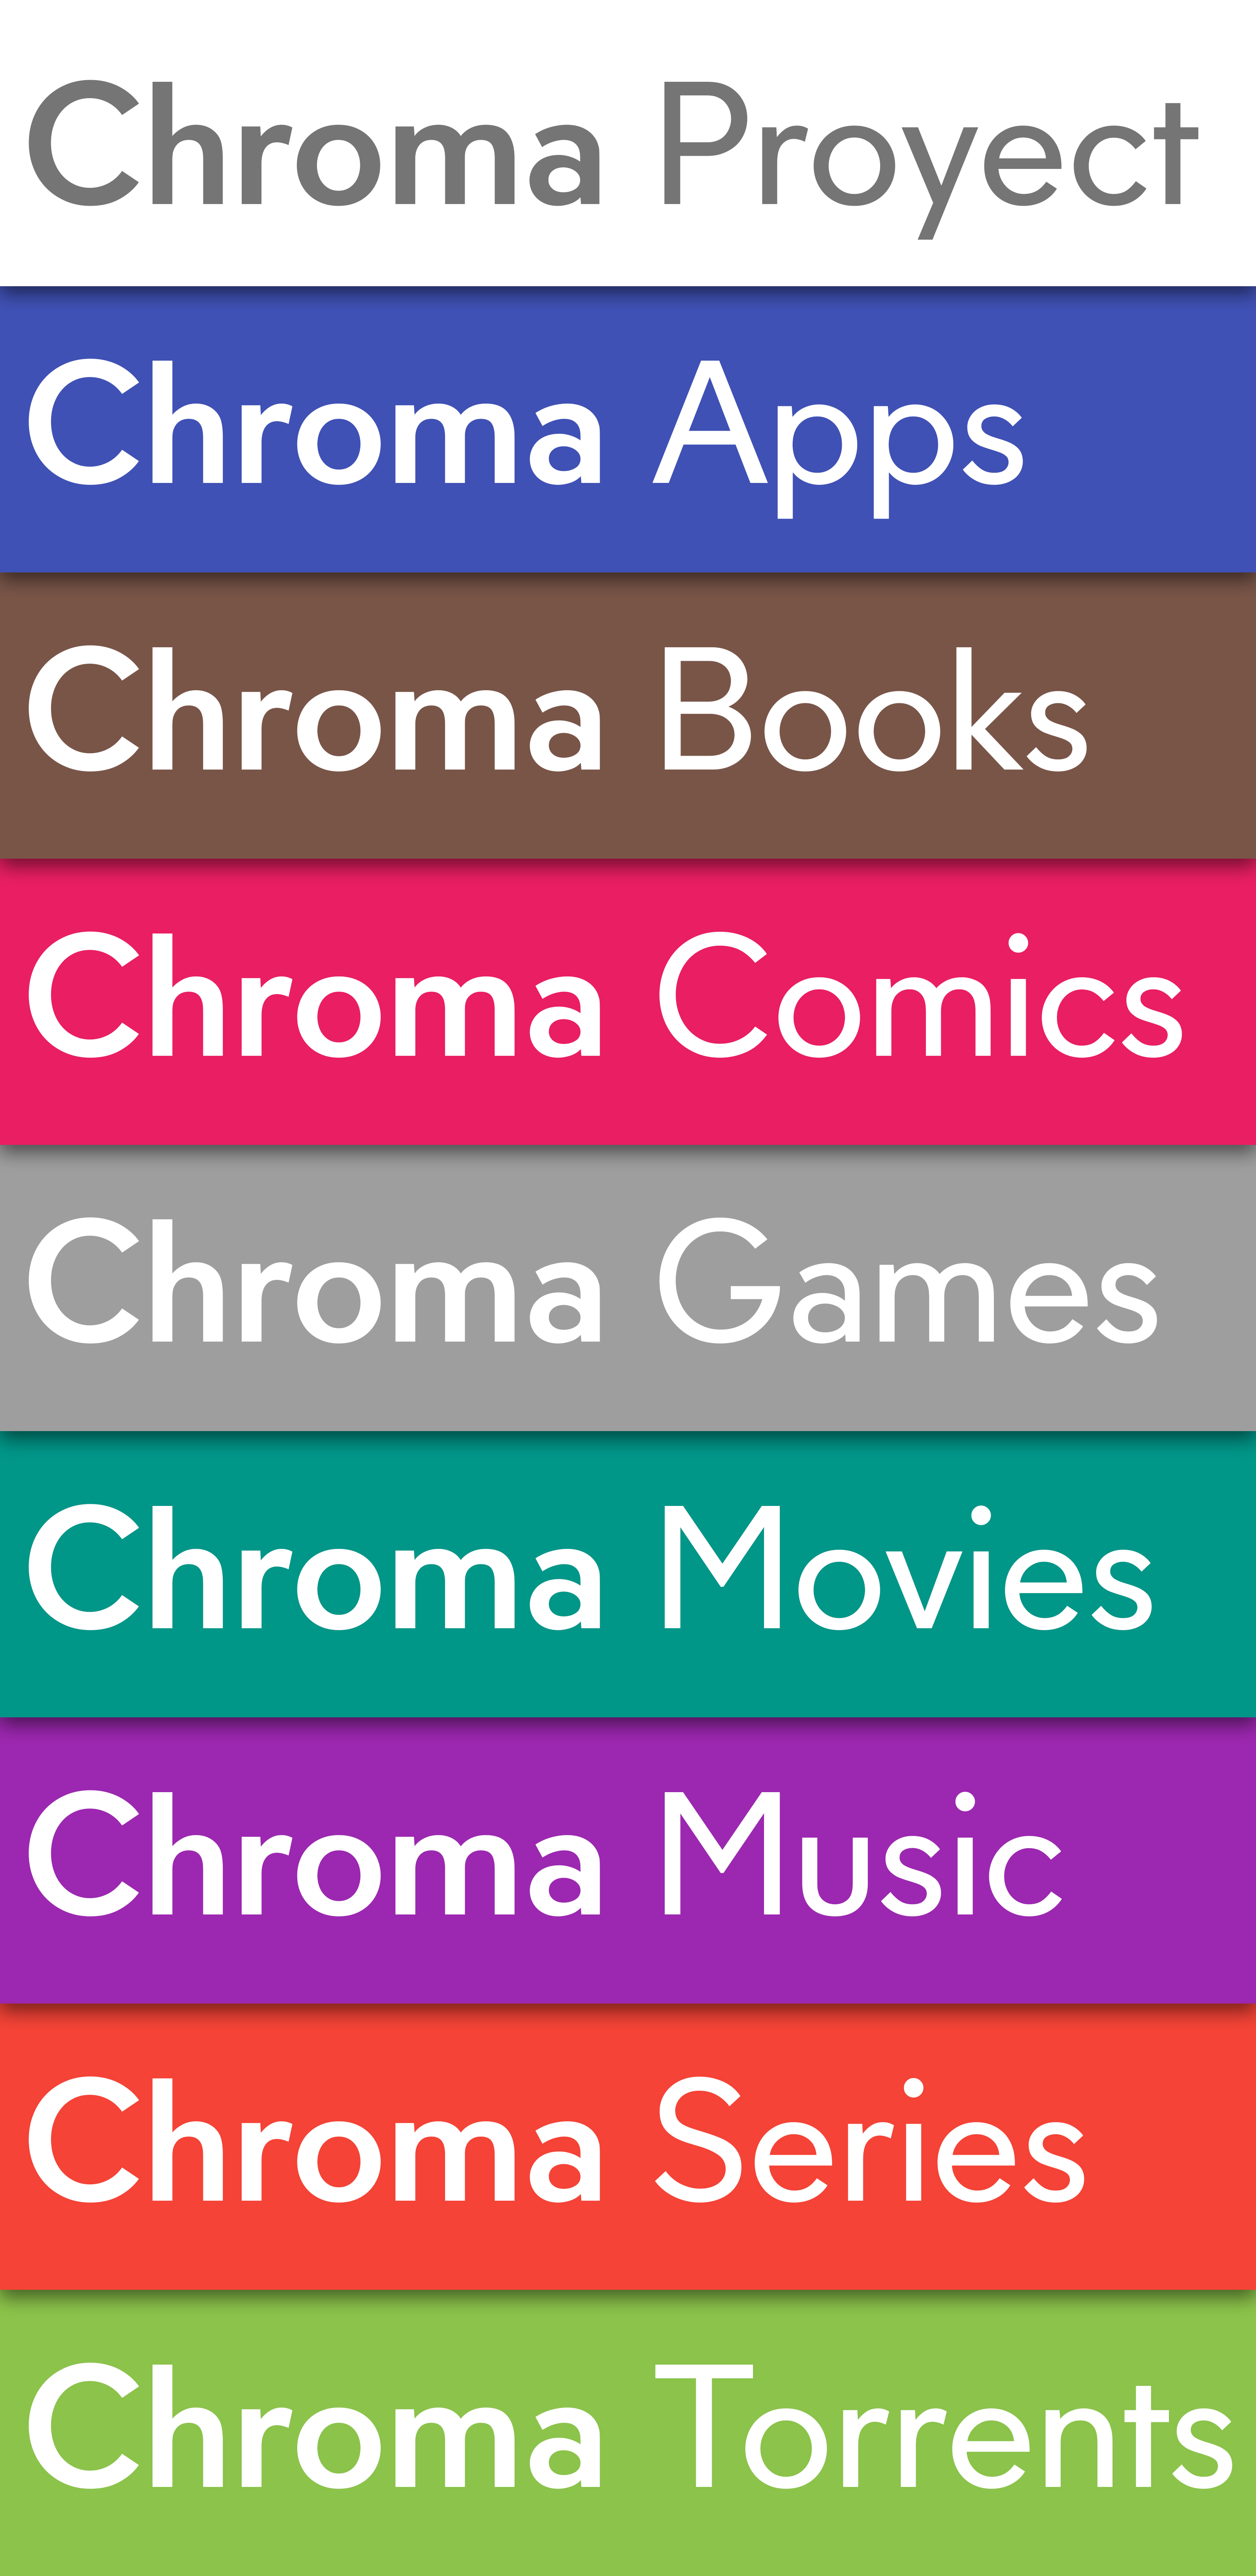 Chroma Proyect
Chroma Apps
Chroma Books
Chroma Comics
Chroma Games
Chroma Movies
Chroma Music
Chroma Series
Chroma Torrents